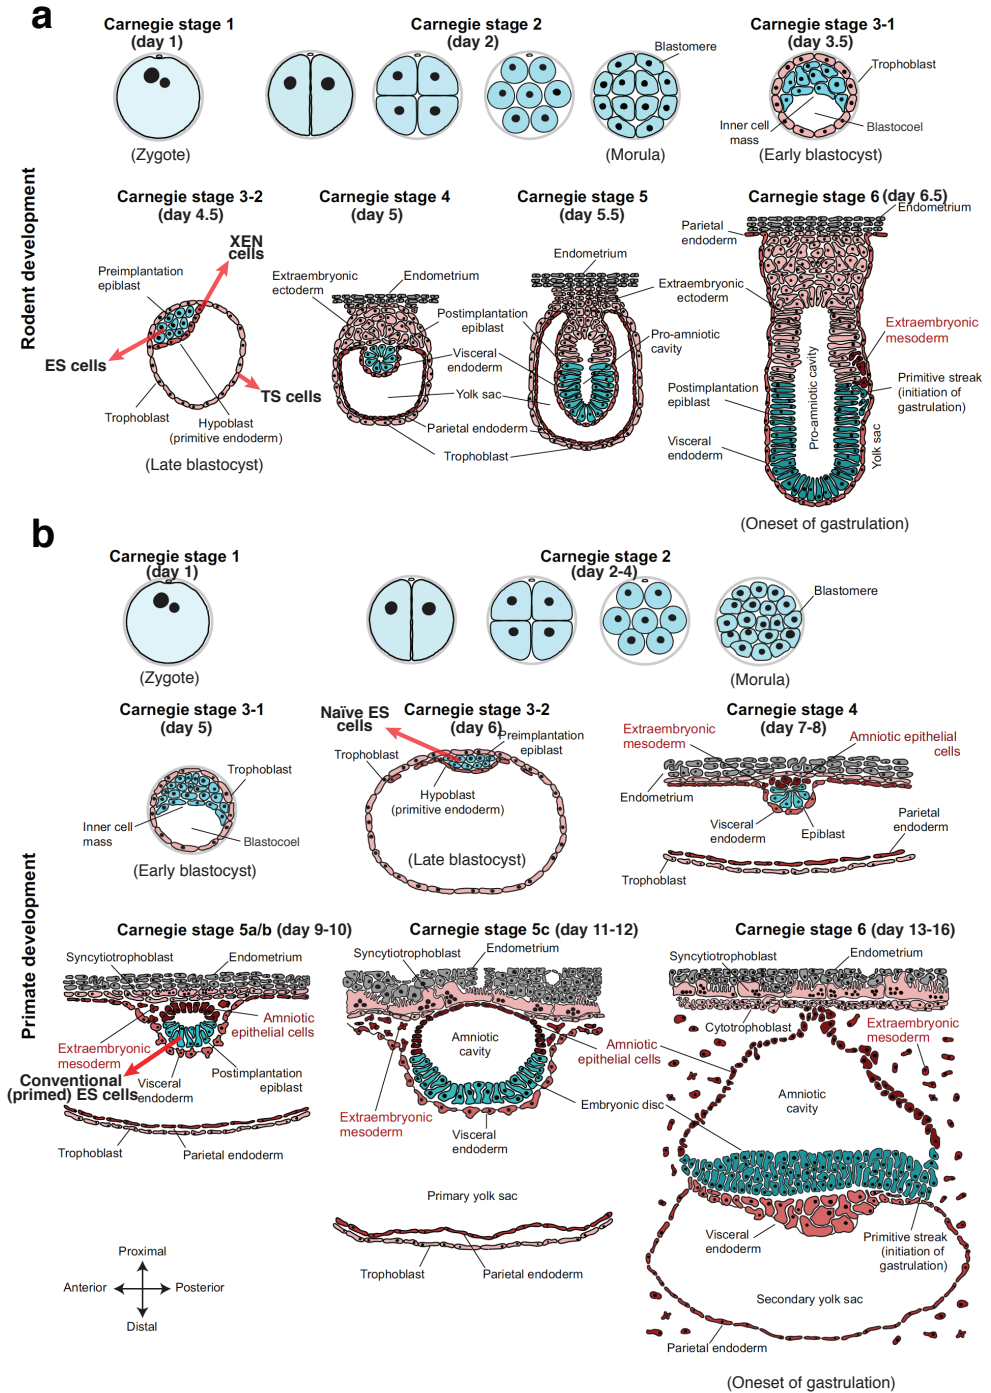 a
Carnegie stage 1
(day 1)
(Zygote)
Carnegie stage 2
(day 2)
Blastomere
(Morula)
Carnegie stage 3-1
(day 3.5)
Trophoblast
Inner cell
mass
Blastocoel
(Early blastocyst)
Rodent development
Carnegie stage 3-2
(day 4.5)
XEN
cells
Preimplantation
epiblast
ES cells
TS cells
Trophoblast
Hypoblast
(primitive endoderm)
(Late blastocyst)
Carnegie stage 4
(day 5)
Extraembryonic
ectoderm
Endometrium
Postimplantation
epiblast
Visceral
endoderm
Yolk sac
Parietal endoderm
Trophoblast
Carnegie stage 5
(day 5.5)
Endometrium
Extraembryonic
ectoderm
Pro-amniotic
cavity
Carnegie stage 6 (day 6.5)
Endometrium
Parietal
endoderm
Extraembryonic
mesoderm
Primitive streak
(initiation of
gastrulation)
Postimplantation
epiblast
Visceral
endoderm
Pro-amniotic cavity
Yolk sac
(Oneset of gastrulation)
b
Carnegie stage 1
(day 1)
(Zygote)
Carnegie stage 2
(day 2-4)
Blastomere
(Morula)
Primate development
Carnegie stage 3-1
(day 5)
Trophoblast
Inner cell
mass
Blastocoel
(Early blastocyst)
Naïve ES
cells
Carnegie stage 3-2
(day 6)
Preimplantation
epiblast
Trophoblast
Hypoblast
(primitive endoderm)
(Late blastocyst)
Carnegie stage 4
(day 7-8)
Extraembryonic
mesoderm
Amniotic epithelial
cells
Endometrium
Visceral
endoderm
Epiblast
Parietal
endoderm
Trophoblast
Carnegie stage 5a/b (day 9-10)
Syncytiotrophoblast
Endometrium
Amniotic
epithelial cells
Extraembryonic
mesoderm
Conventional
(primed) ES cells
Visceral
endoderm
Postimplantation
epiblast
Trophoblast
Parietal endoderm
Carnegie stage 5c (day 11-12)
Syncytiotrophoblast
Endometrium
Amniotic
cavity
Amniotic
epithelial cells
Embryonic disc
Extraembryonic
mesoderm
Visceral
endoderm
Primary yolk sac
Trophoblast
Parietal endoderm
Carnegie stage 6 (day 13-16)
Syncytiotrophoblast
Endometrium
Cytotrophoblast
Extraembryonic
mesoderm
Amniotic
cavity
Visceral
endoderm
Primitive streak
(initiation of
gastrulation)
Secondary yolk sac
Parietal endoderm
(Oneset of gastrulation)
Proximal
Anterior
Posterior
Distal